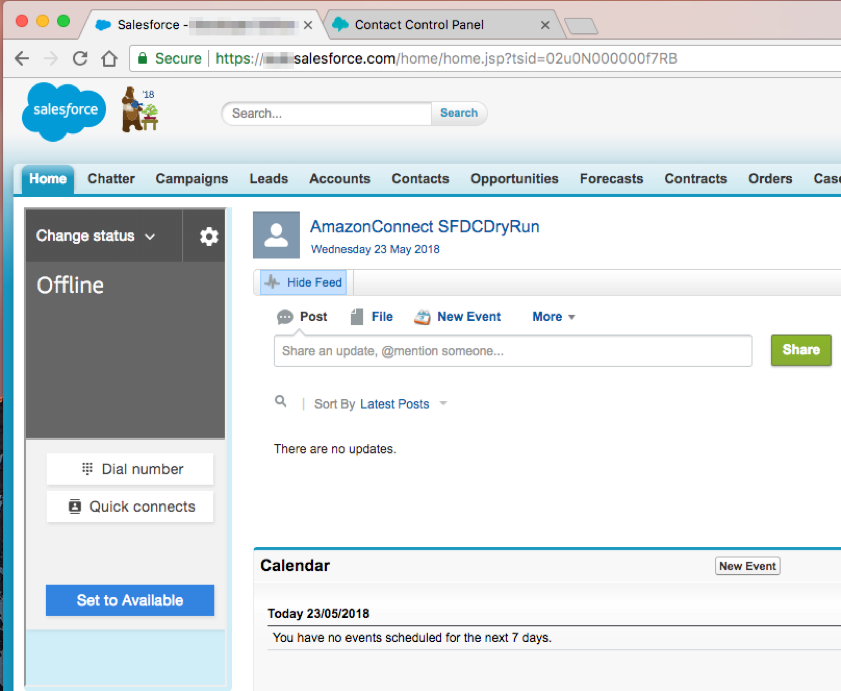 Salesforce -
Contact Control Panel
Secure https:// salesforce.com/home/home.jsp?tsid=02u0N000000f7RB
salesforce
'18
Search...
Search
Home Chatter Campaigns Leads Accounts Contacts Opportunities Forecasts Contracts Orders Case
Change status
Offline
Dial number
Quick connects
Set to Available
AmazonConnect SFDCDryRun
Wednesday 23 May 2018
Hide Feed
Post File New Event More
Share an update, @mention someone...
Share
Sort By Latest Posts
There are no updates.
Calendar
New Event
Today 23/05/2018
You have no events scheduled for the next 7 days.